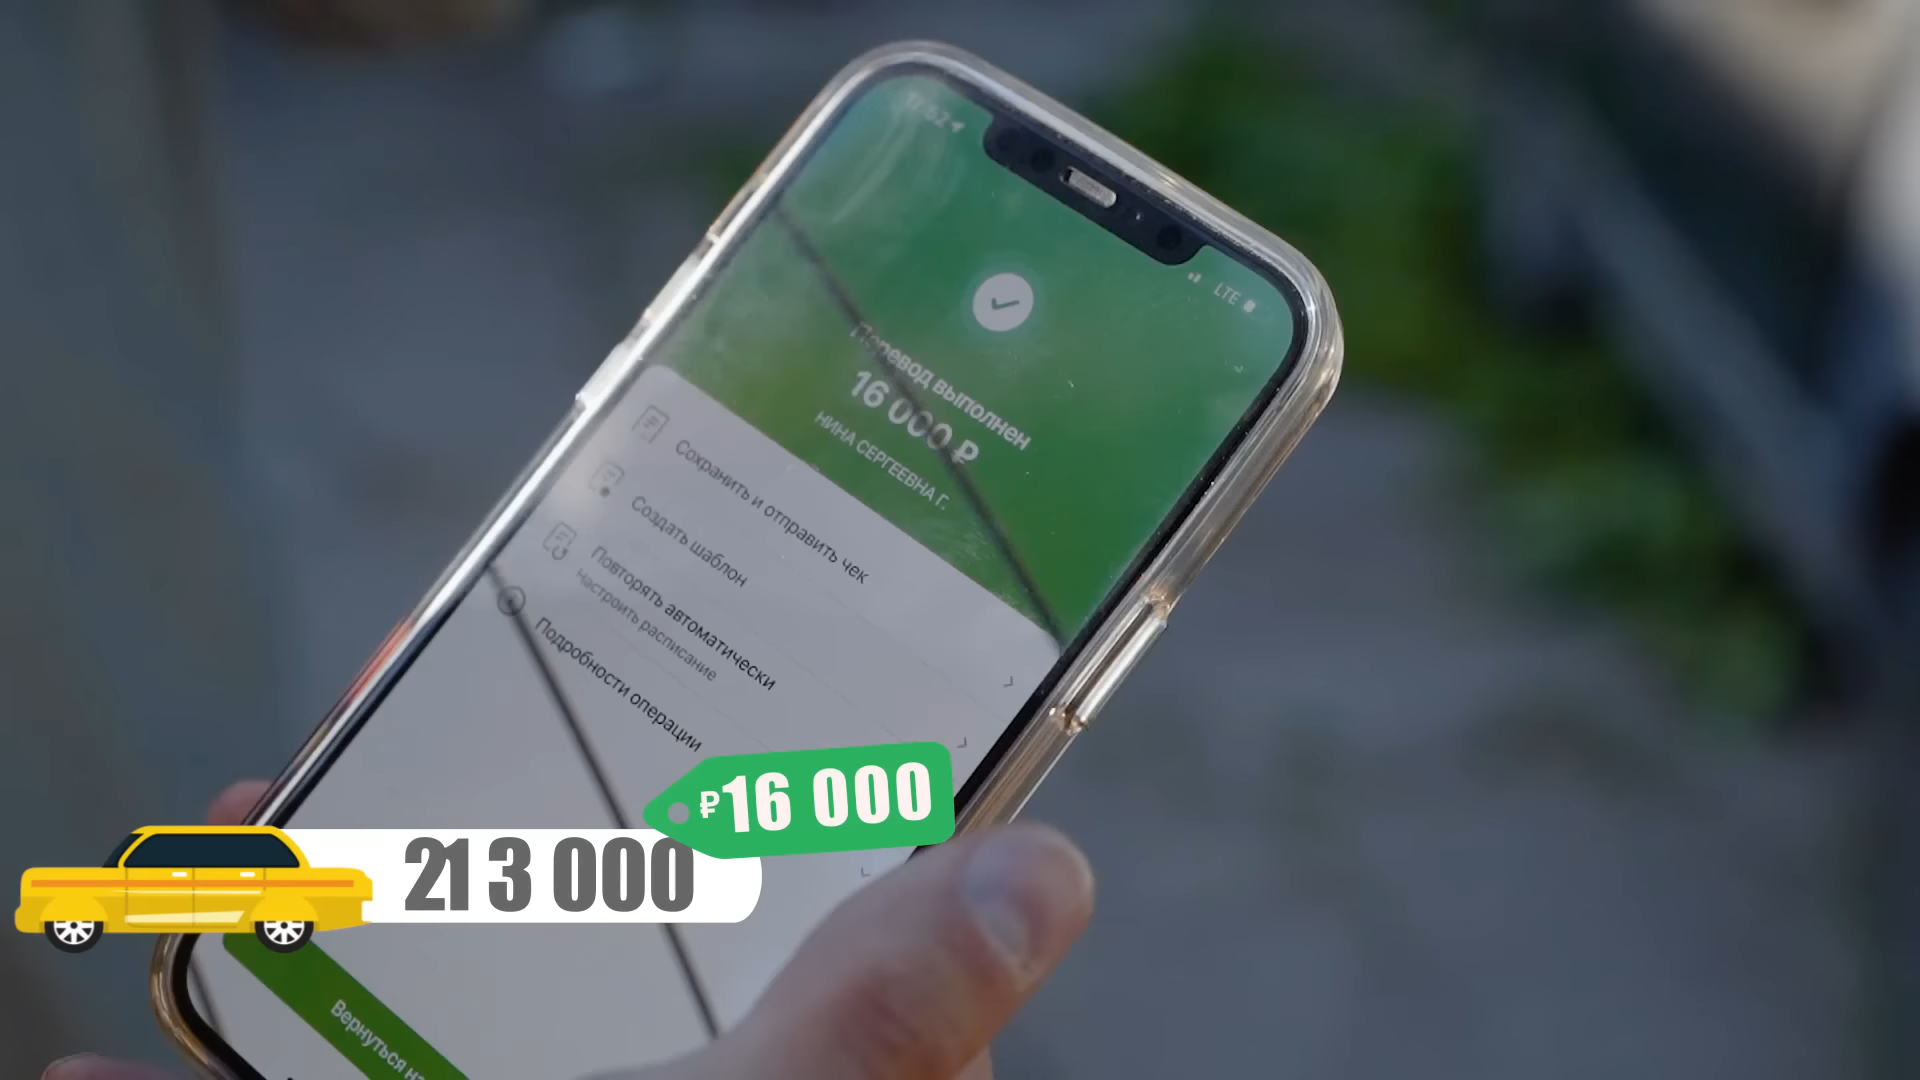 LTE
Перевод выполнен
16 000 ₽
НИНА СЕРГЕЕВНА Г.
Сохранить и отправить чек
Создать шаблон
Повторять автоматически
Настроить расписание
Подробности операции
₽16 000
213 000
Вернуться